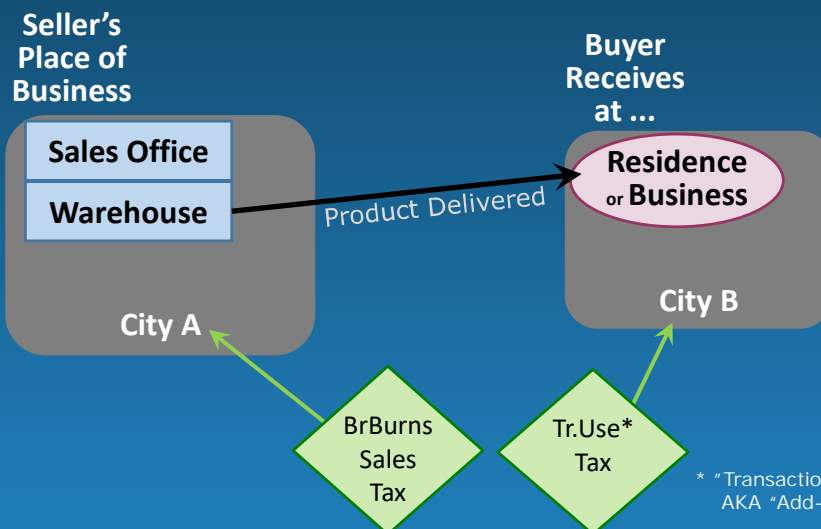 Seller’s
Place of
Business
Sales Office
Warehouse
City A
Product Delivered
Buyer
Receives
at ...
Residence
or Business
City B
BrBurns
Sales
Tax
Tr.Use*
Tax
* "Transactio
AKA “Add-